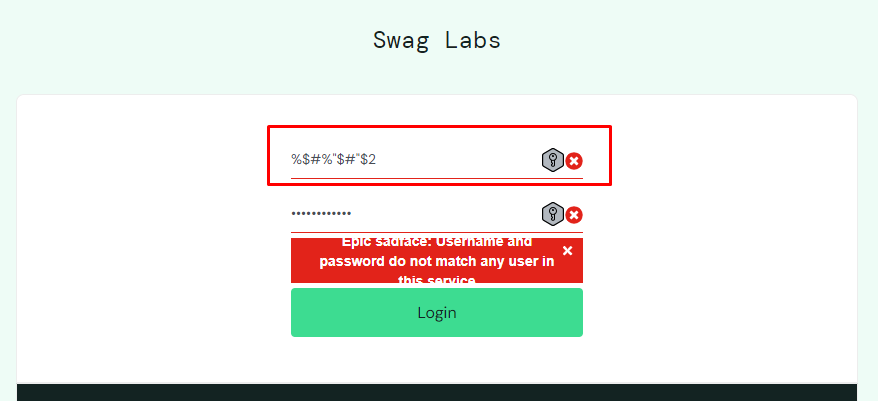 Swag Labs
%$#%"$#"$2
••••••••••••
Epic sadface: Username and
password do not match any user in
this service
Login